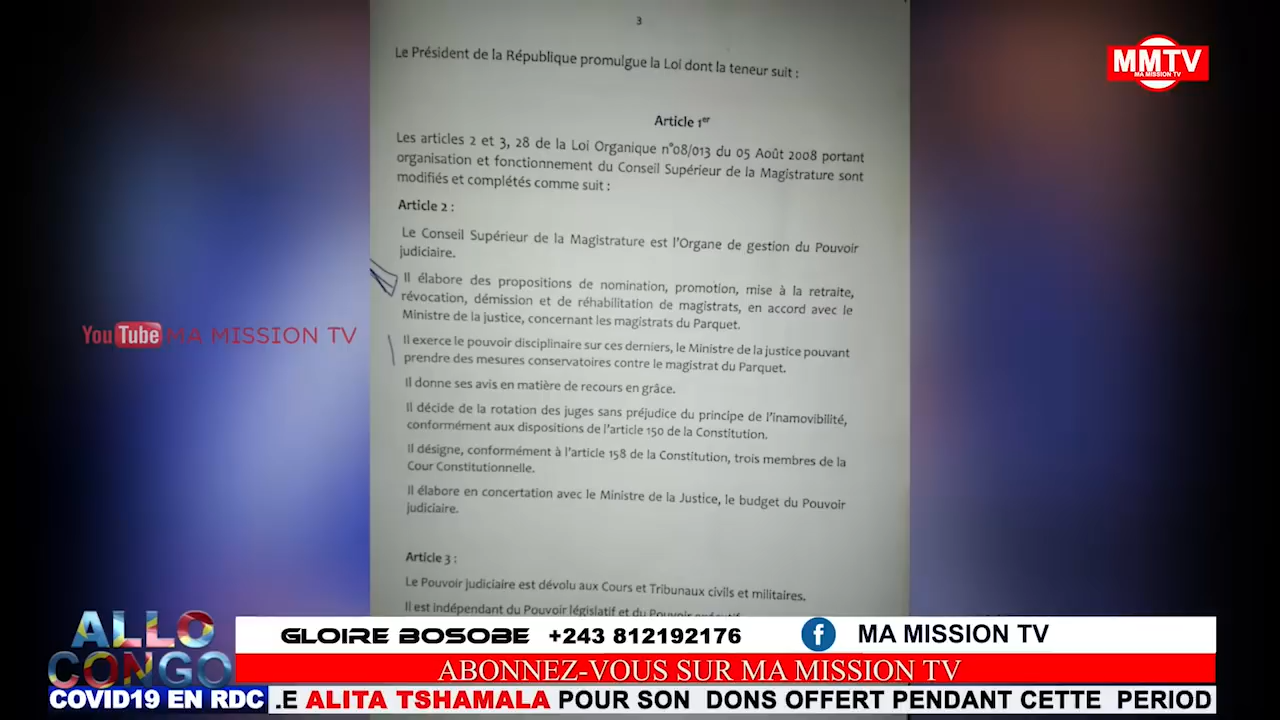 3
Le Président de la République promulgue la Loi dont la teneur suit :
MMTV
MA MISSION TV
Article 1er
Les articles 2 et 3, 28 de la Loi Organique n°08/013 du 05 Août 2008 portant
organisation et fonctionnement du Conseil Supérieur de la Magistrature sont
modifiés et complétés comme suit :
Article 2 :
Le Conseil Supérieur de la Magistrature est l'Organe de gestion du Pouvoir
judiciaire.
Il élabore des propositions de nomination, promotion, mise à la retraite,
révocation, démission et de réhabilitation de magistrats, en accord avec le
Ministre de la justice, concernant les magistrats du Parquet.
Il exerce le pouvoir disciplinaire sur ces derniers, le Ministre de la justice pouvant
prendre des mesures conservatoires contre le magistrat du Parquet.
Il donne ses avis en matière de recours en grâce.
Il décide de la rotation des juges sans préjudice du principe de l'inamovibilité,
conformément aux dispositions de l'article 150 de la Constitution.
Il désigne, conformément à l'article 158 de la Constitution, trois membres de la
Cour Constitutionnelle.
Il élabore en concertation avec le Ministre de la Justice, le budget du Pouvoir
judiciaire.
Article 3 :
Le Pouvoir judiciaire est dévolu aux Cours et Tribunaux civils et militaires.
Il est indépendant du Pouvoir législatif et du Pouvoir
YouTube MA MISSION TV
ALLO
CONGO
GLOIRE BOSOBE +243 812192176
MA MISSION TV
ABONNEZ-VOUS SUR MA MISSION TV
COVID19 EN RDC .E ALITA TSHAMALA POUR SON DONS OFFERT PENDANT CETTE PERIOD